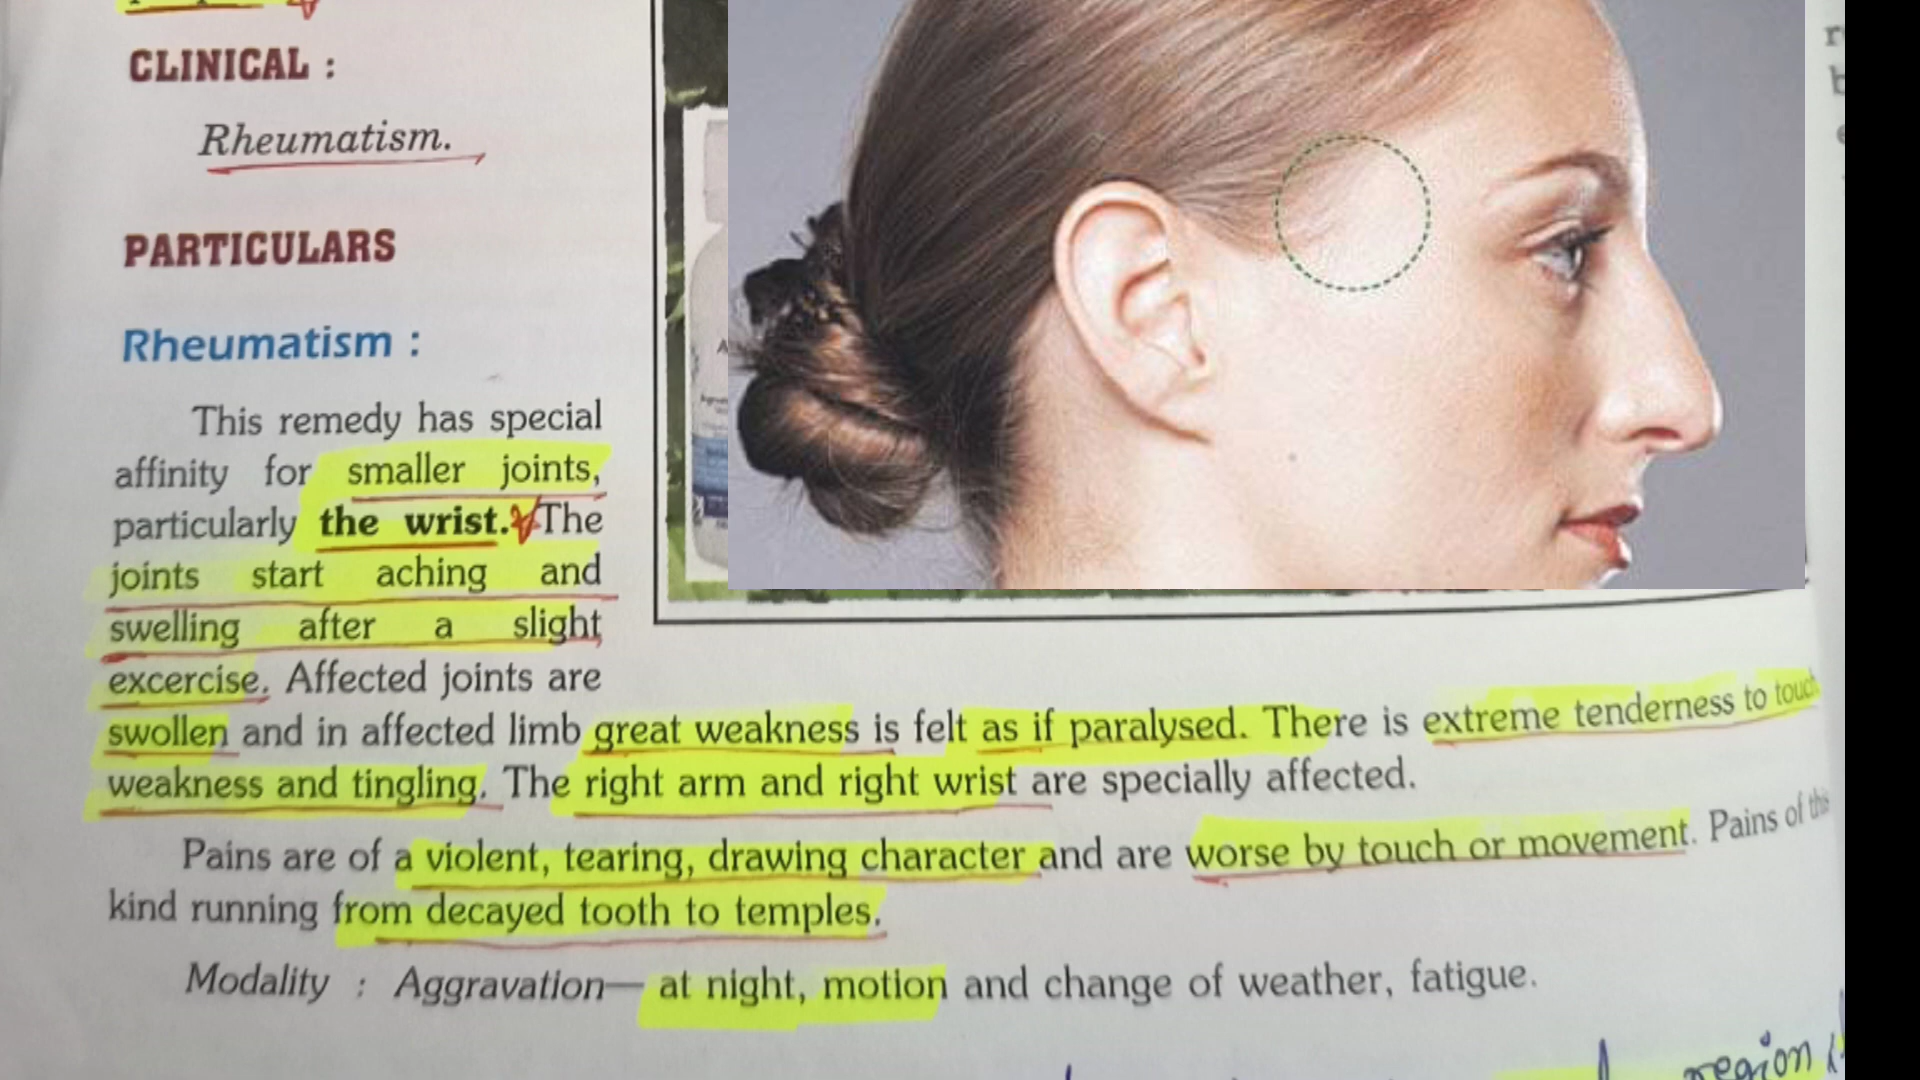 CLINICAL :
Rheumatism.
PARTICULARS
Rheumatism :
This remedy has special
affinity for smaller joints,
particularly the wrist. The
joints start aching and
swelling after a slight
excercise. Affected joints are
swollen and in affected limb great weakness is felt as if paralysed. There is extreme tenderness to touch
weakness and tingling. The right arm and right wrist are specially affected.
Pains are of a violent, tearing, drawing character and are worse by touch or movement. Pains of this
kind running from decayed tooth to temples.
Modality : Aggravation— at night, motion and change of weather, fatigue.
region